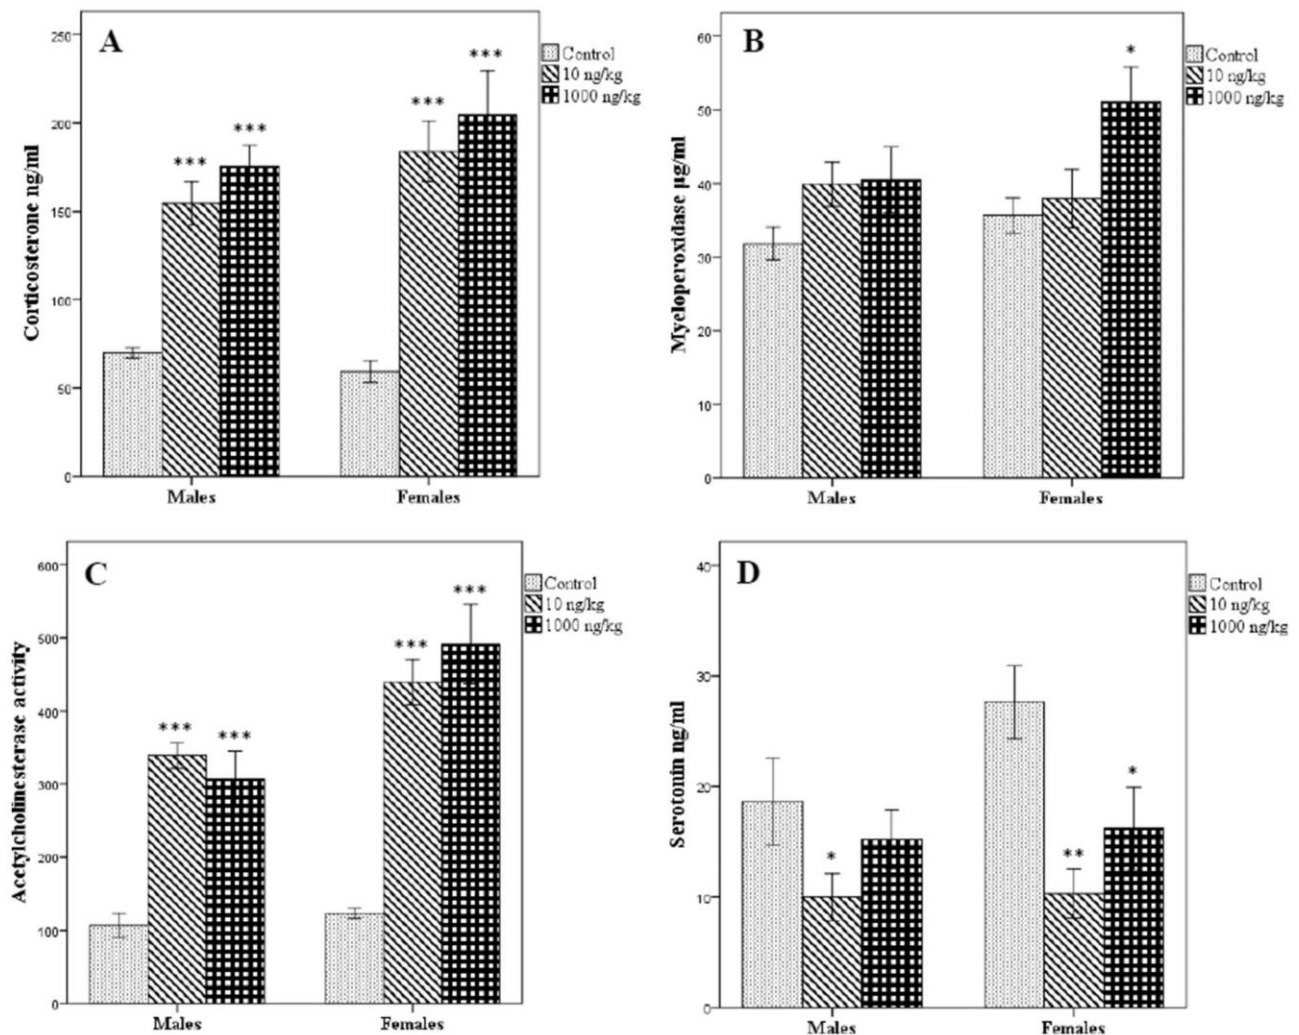 A
Corticosterone ng/ml
250
200
150
100
50
0
***
***
***
***
Males
Females
Control
10 ng/kg
1000 ng/kg
B
Myeloperoxidase µg/ml
60
50
40
30
20
10
0
*
Males
Females
Control
10 ng/kg
1000 ng/kg
C
Acetylcholinesterase activity
600
500
400
300
200
100
0
***
***
***
***
Males
Females
Control
10 ng/kg
1000 ng/kg
D
Serotonin ng/ml
40
30
20
10
0
*
**
*
Males
Females
Control
10 ng/kg
1000 ng/kg